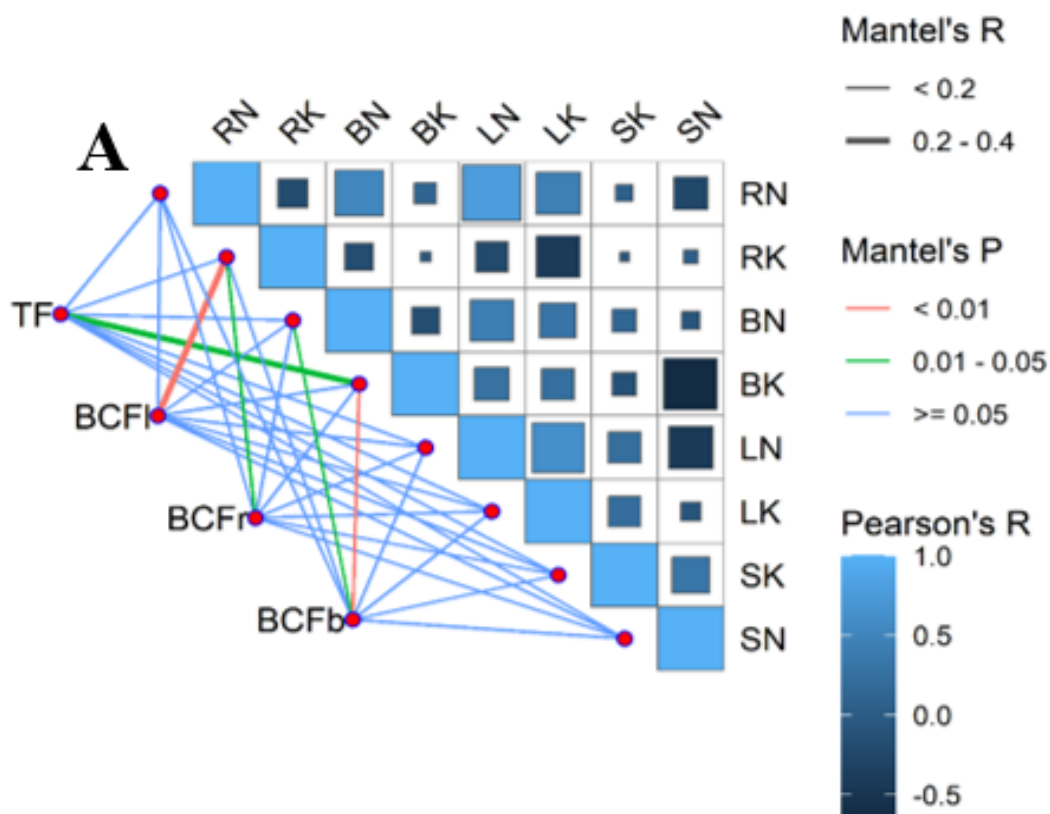 A
RN RK BN BK LN LK SK SN
RN
RK
BN
BK
LN
LK
SK
SN
TF
BCFl
BCFr
BCFb
Mantel's R
< 0.2
0.2 - 0.4
Mantel's P
< 0.01
0.01 - 0.05
>= 0.05
Pearson's R
1.0
0.5
0.0
-0.5